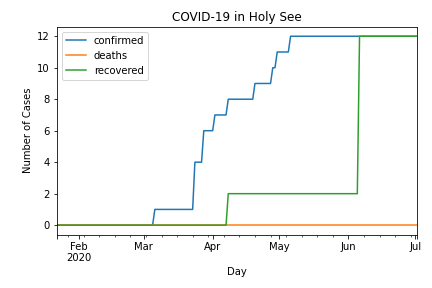 COVID-19 in Holy See
confirmed
deaths
recovered
Number of Cases
12
10
8
6
4
2
0
Feb
2020
Mar
Apr
May
Jun
Jul
Day